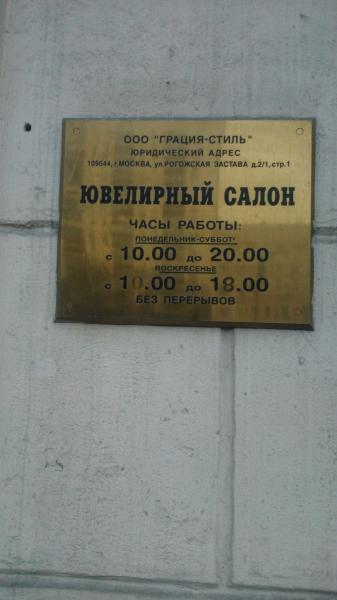 ООО "ГРАЦИЯ-СТИЛЬ"
ЮРИДИЧЕСКИЙ АДРЕС
109544, г.МОСКВА, ул.РОГОЖСКАЯ ЗАСТАВА д.2/1, стр.1
ЮВЕЛИРНЫЙ САЛОН
ЧАСЫ РАБОТЫ:
ПОНЕДЕЛЬНИК-СУББОТА
с 10.00 до 20.00
ВОСКРЕСЕНЬЕ
с 10.00 до 18.00
БЕЗ ПЕРЕРЫВОВ